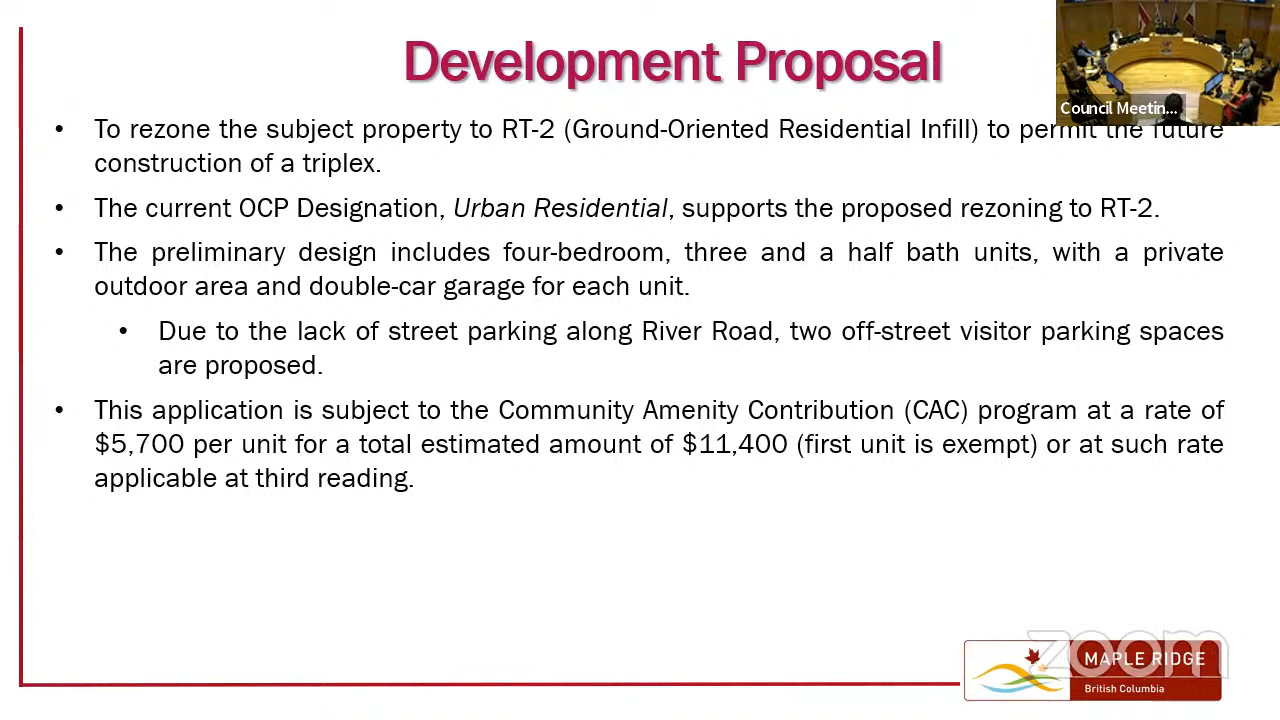 Development Proposal
Council Meetin...
• To rezone the subject property to RT-2 (Ground-Oriented Residential Infill) to permit the future
construction of a triplex.
• The current OCP Designation, Urban Residential, supports the proposed rezoning to RT-2.
• The preliminary design includes four-bedroom, three and a half bath units, with a private
outdoor area and double-car garage for each unit.
• Due to the lack of street parking along River Road, two off-street visitor parking spaces
are proposed.
• This application is subject to the Community Amenity Contribution (CAC) program at a rate of
$5,700 per unit for a total estimated amount of $11,400 (first unit is exempt) or at such rate
applicable at third reading.
zoom
MAPLE RIDGE
British Columbia